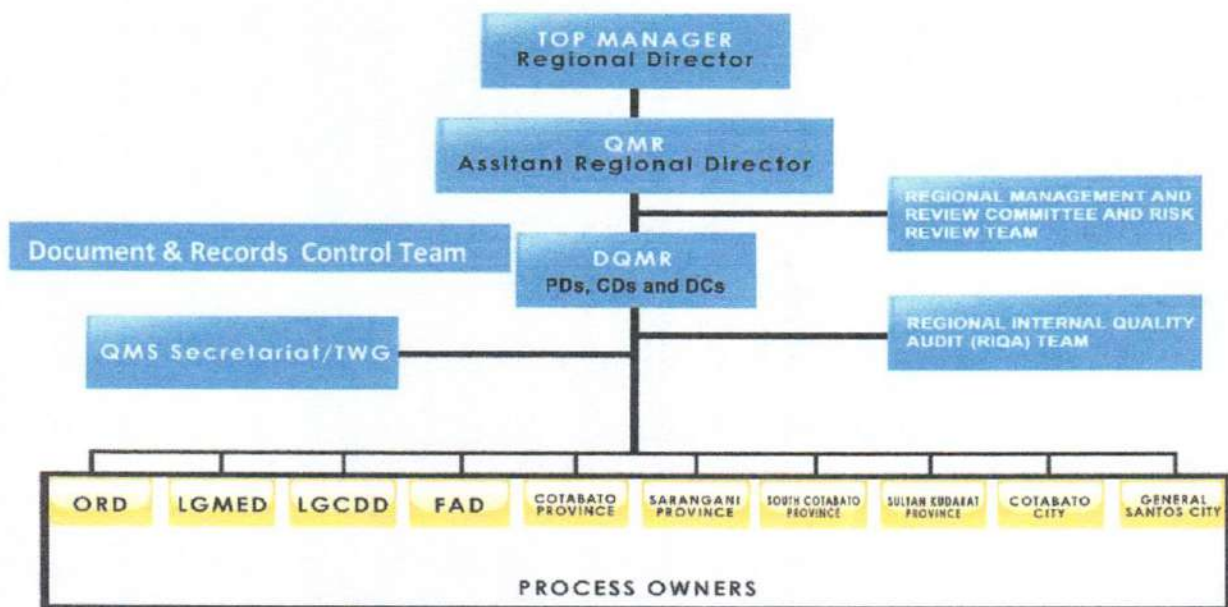 TOP MANAGER
Regional Director
QMR
Assitant Regional Director
REGIONAL MANAGEMENT AND
REVIEW COMMITTEE AND RISK
REVIEW TEAM
Document & Records Control Team
DQMR
PDs, CDs and DCs
QMS Secretariat/TWG
REGIONAL INTERNAL QUALITY
AUDIT (RIQA) TEAM
ORD
LGMED
LGCDD
FAD
COTABATO
PROVINCE
SARANGANI
PROVINCE
SOUTH COTABATO
PROVINCE
SULTAN KUDARAT
PROVINCE
COTABATO
CITY
GENERAL
SANTOS CITY
PROCESS OWNERS